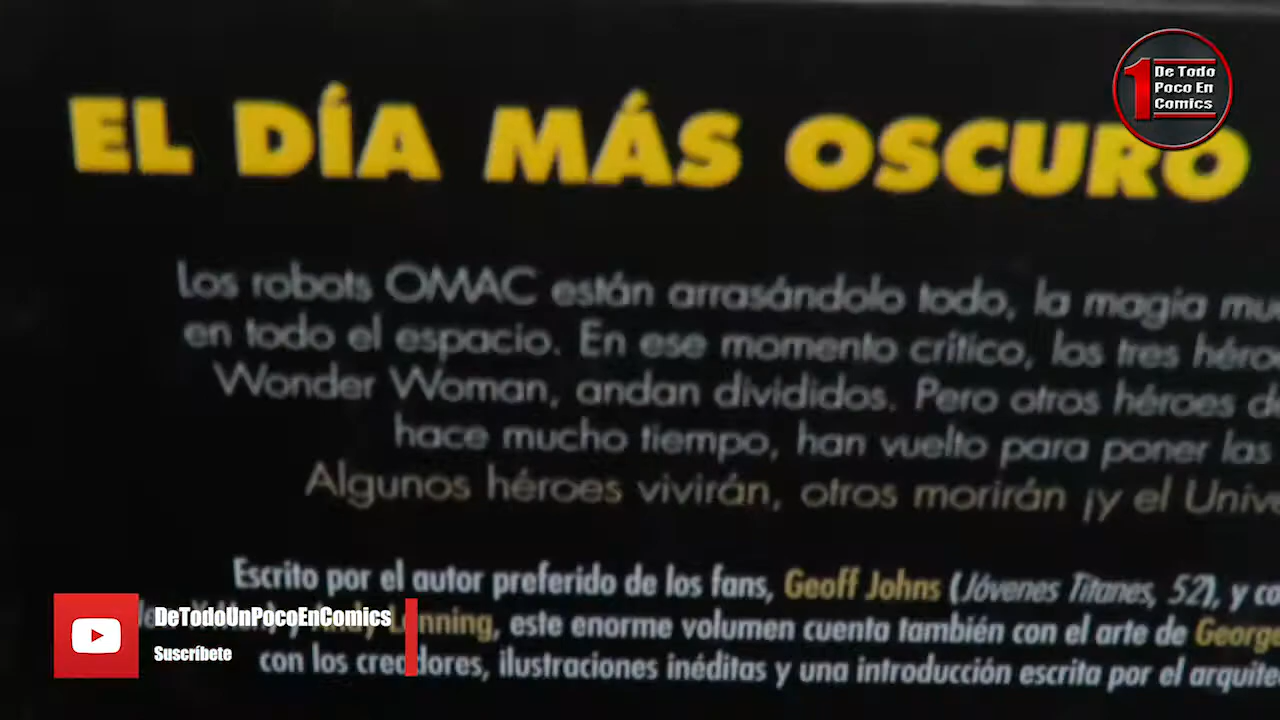 1
De Todo
Poco En
Comics
EL DÍA MÁS OSCURO
Los robots OMAC están arrasándolo todo, la magia
en todo el espacio. En ese momento crítico, los tres
Wonder Woman, andan divididos. Pero otros héroes
hace mucho tiempo, han vuelto para poner las
Algunos héroes vivirán, otros morirán ¡y el
Escrito por el autor preferido de los fans, Geoff Johns (Jóvenes Titanes, 52), y
DeTodoUnPocoEnComics
y Andy este enorme volumen cuenta también con el arte de
Suscríbete
con los creadores, ilustraciones inéditas y una introducción escrita por el